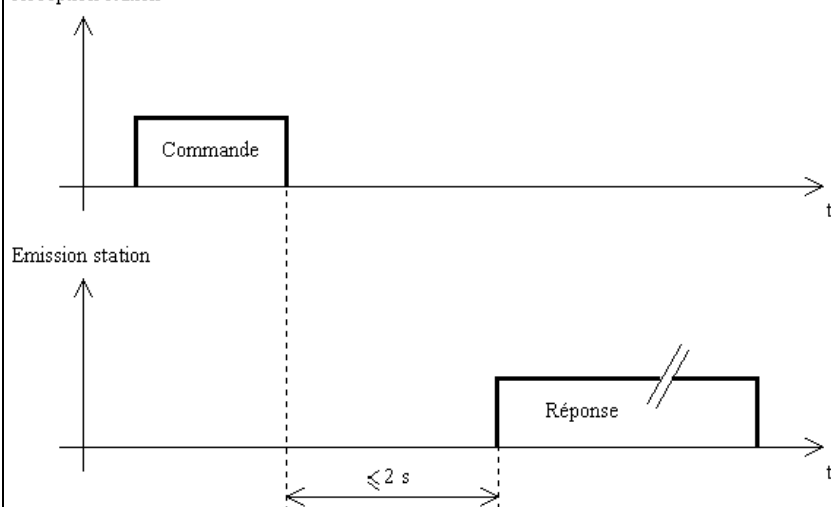 Commande
t
Emission station
Réponse
t
⩽2 s